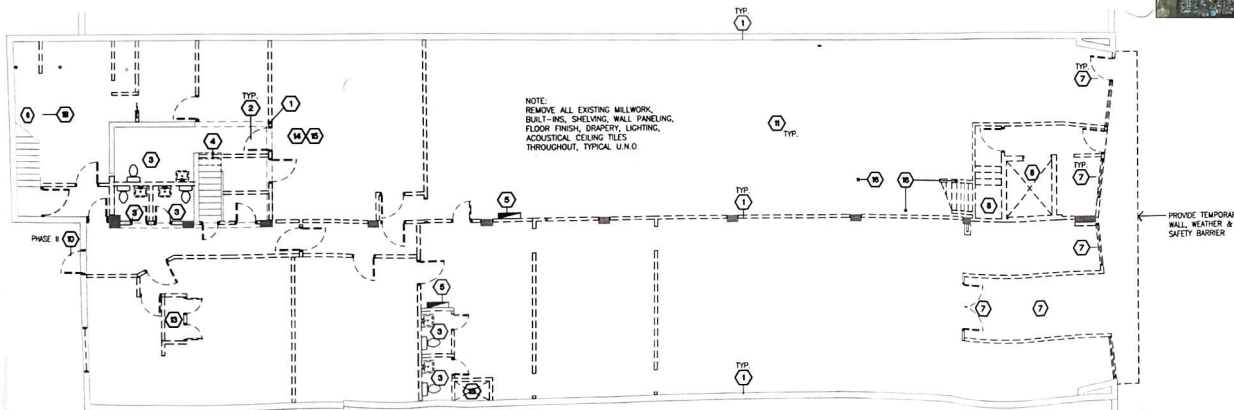 TYP.
1
TYP.
7
NOTE:
REMOVE ALL EXISTING MILLWORK,
BUILT-INS, SHELVING, WALL PANELING,
FLOOR FINISH, DRAPERY, LIGHTING,
ACOUSTICAL CEILING TILES
THROUGHOUT, TYPICAL U.N.O.
TYP.
2
1
11
TYP.
14
15
4
3
TYP.
7
16
16
5
TYP.
1
3
3
PHASE II
10
PROVIDE TEMPORAR
WALL, WEATHER &
SAFETY BARRIER
7
5
13
3
7
7
3
TYP.
1